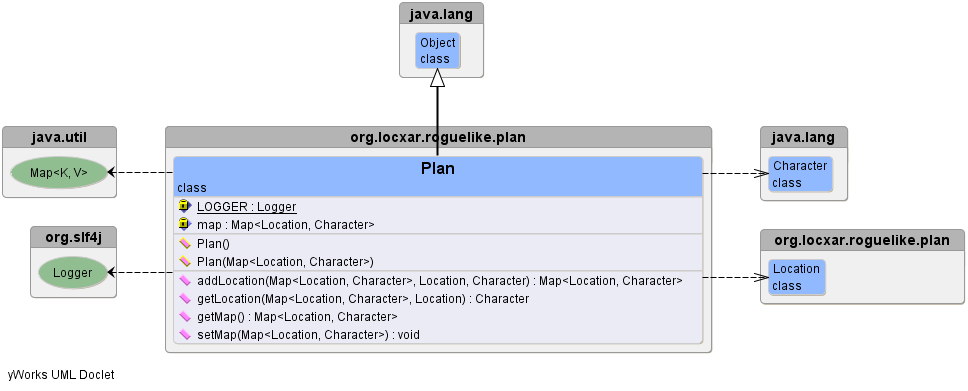 java.lang
Object
class
java.util
Map<K, V>
org.slf4j
Logger
org.locxar.roguelike.plan
Plan
class
LOGGER : Logger
map : Map<Location, Character>
Plan()
Plan(Map<Location, Character>)
addLocation(Map<Location, Character>, Location, Character) : Map<Location, Character>
getLocation(Map<Location, Character>, Location) : Character
getMap() : Map<Location, Character>
setMap(Map<Location, Character>) : void
java.lang
Character
class
org.locxar.roguelike.plan
Location
class
yWorks UML Doclet